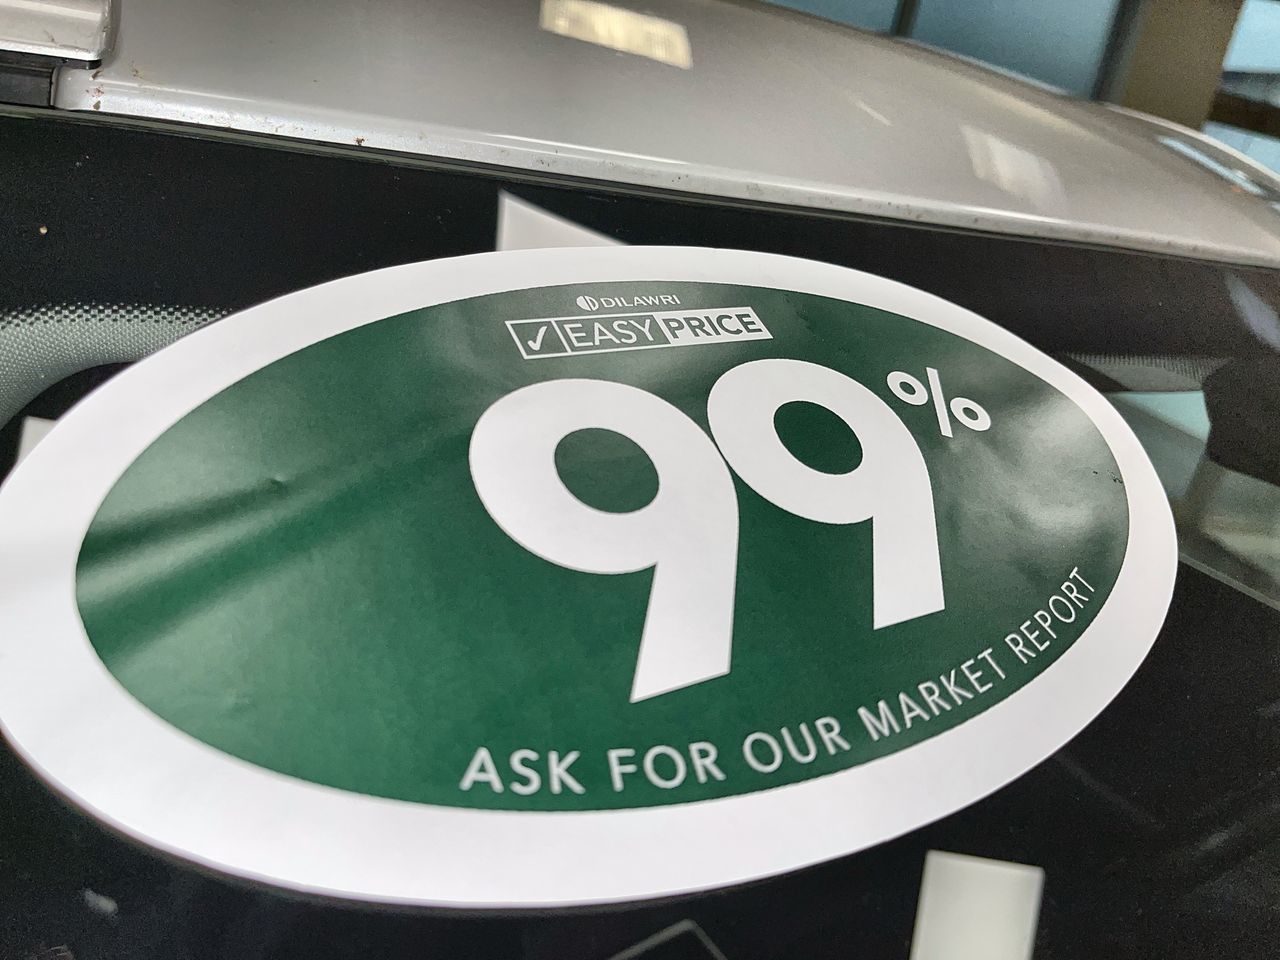 DILAWRI
✓ EASY PRICE
99%
ASK FOR OUR MARKET REPORT